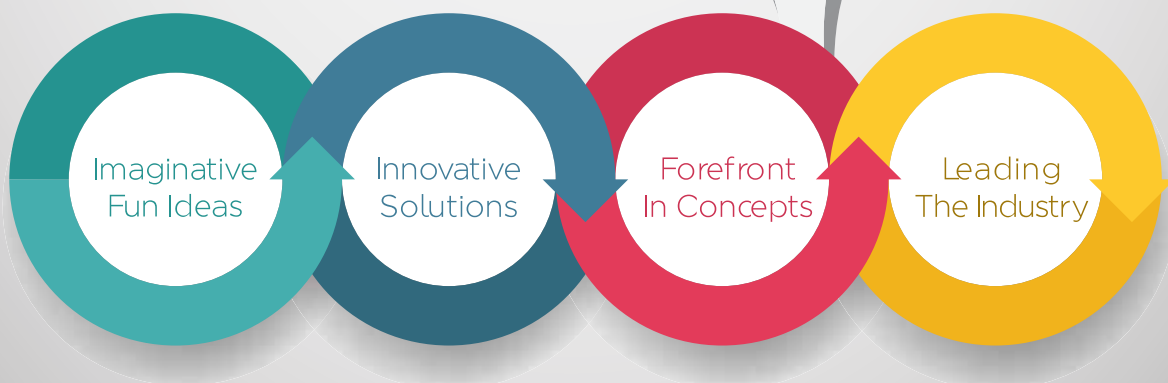 Imaginative
Fun Ideas
Innovative
Solutions
Forefront
In Concepts
Leading
The Industry